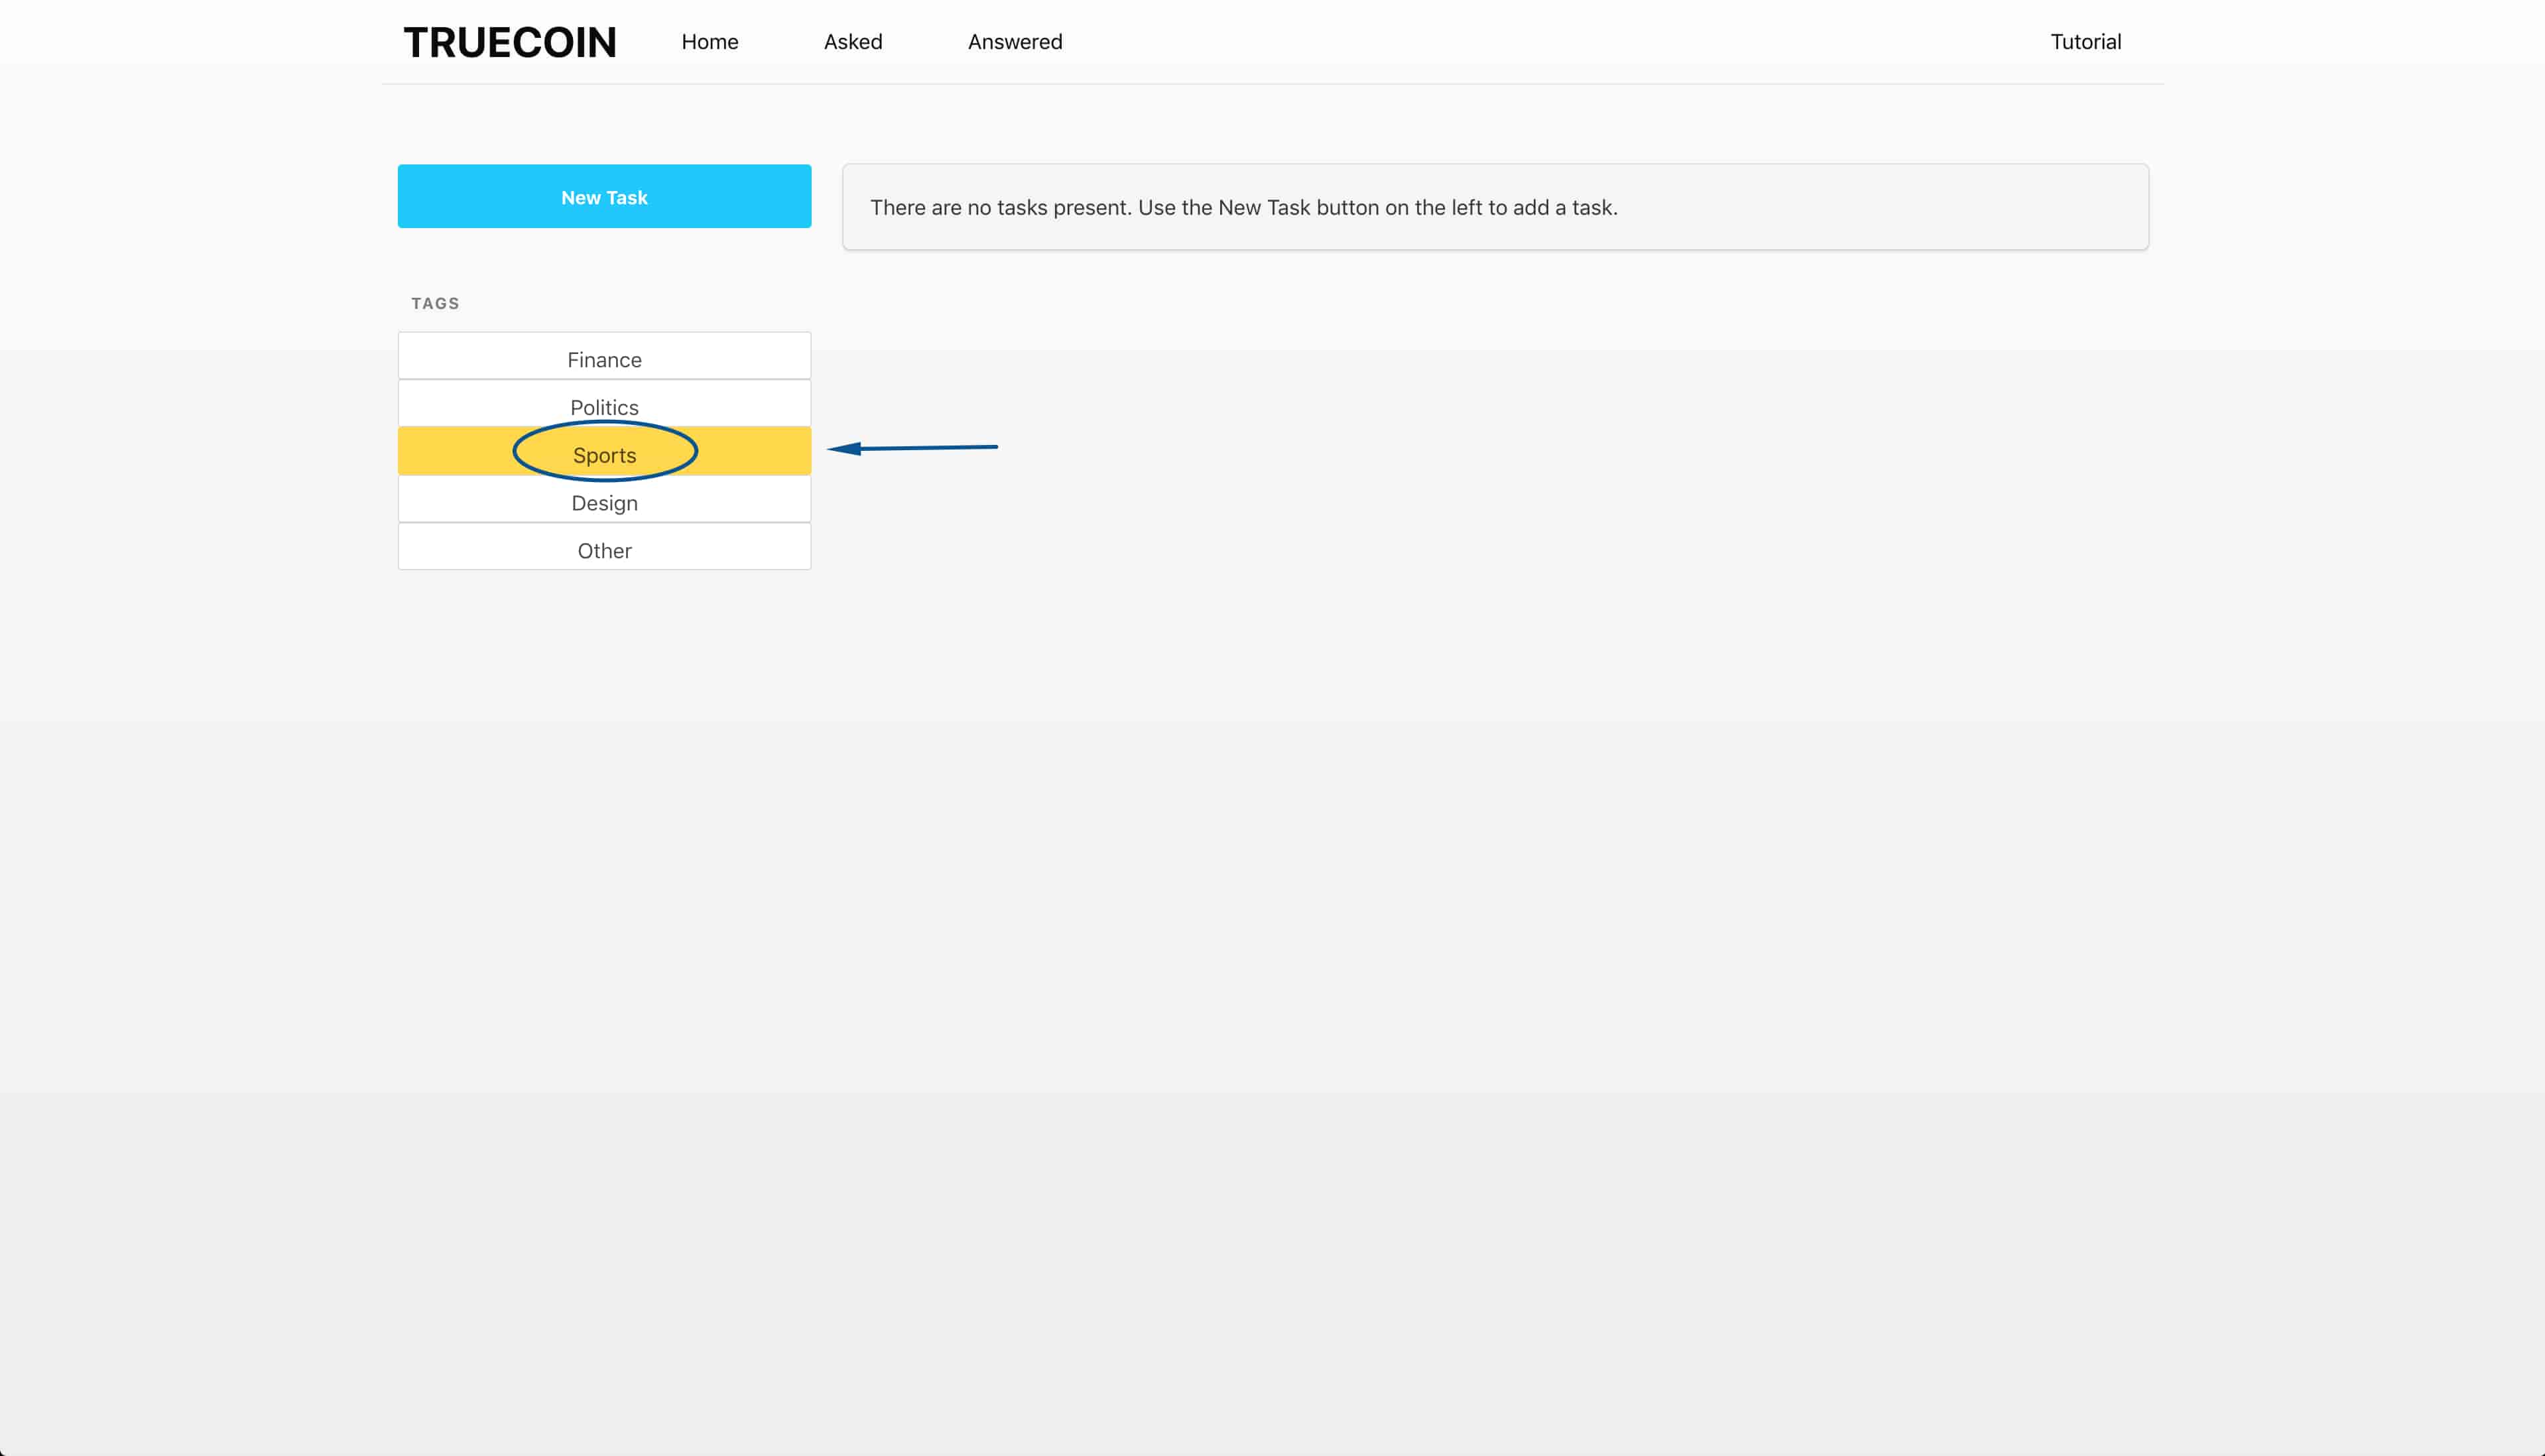 TRUECOIN Home Asked Answered Tutorial
New Task
There are no tasks present. Use the New Task button on the left to add a task.
TAGS
Finance
Politics
Sports
Design
Other